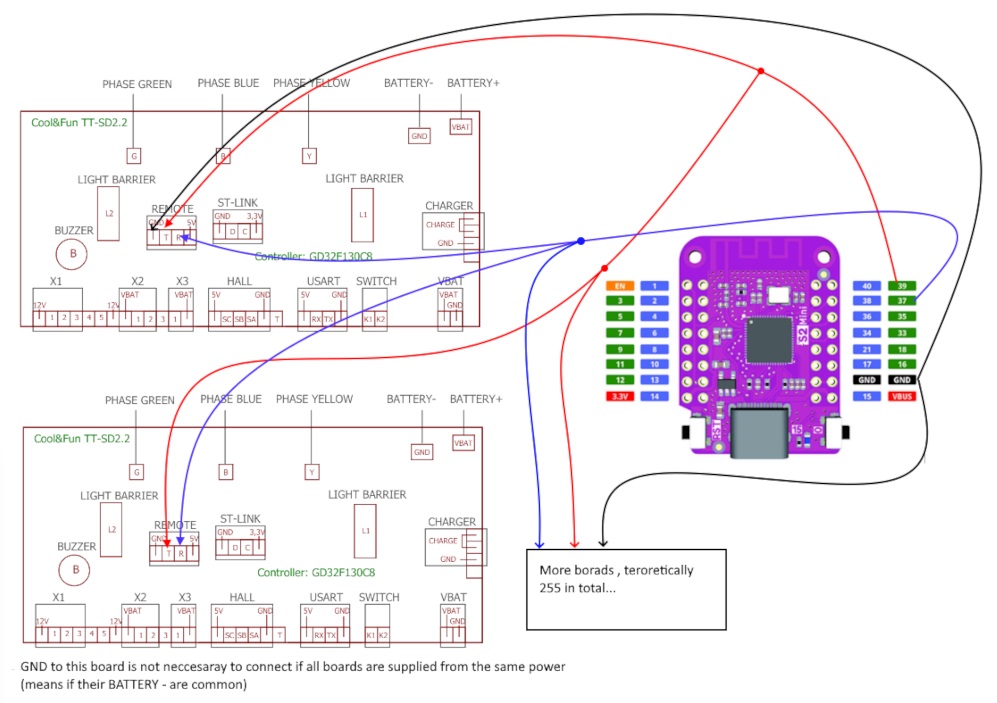 PHASE GREEN PHASE BLUE PHASE YELLOW BATTERY- BATTERY+
Cool&Fun TT-SD2.2
GND VBAT
G B Y
LIGHT BARRIER LIGHT BARRIER
L2 L1
REMOTE ST-LINK
GND 5V GND 3,3V
T R D C
CHARGER
CHARGE
GND
BUZZER
B
Controller: GD32F130C8
X1 X2 X3 HALL USART SWITCH VBAT
12V 12V VBAT VBAT 5V GND 5V GND VBAT
GND
1 2 3 4 5 1 2 3 1 SC SB SA T RX TX K1 K2
PHASE GREEN PHASE BLUE PHASE YELLOW BATTERY- BATTERY+
Cool&Fun TT-SD2.2
GND VBAT
G B Y
LIGHT BARRIER LIGHT BARRIER
L2 L1
REMOTE ST-LINK
GND 5V GND 3,3V
T R D C
CHARGER
CHARGE
GND
BUZZER
B
Controller: GD32F130C8
X1 X2 X3 HALL USART SWITCH VBAT
12V 12V VBAT VBAT 5V GND 5V GND VBAT
GND
1 2 3 4 5 1 2 3 1 SC SB SA T RX TX K1 K2
EN 1 40 39
3 2 38 37
5 4 36 35
7 6 34 33
9 8 21 18
11 10 17 16
12 13 GND GND
3.3V 14 15 VBUS
S2 Mini
RST 15 0
More borads , teroretically
255 in total...
GND to this board is not neccesaray to connect if all boards are supplied from the same power
(means if their BATTERY - are common)